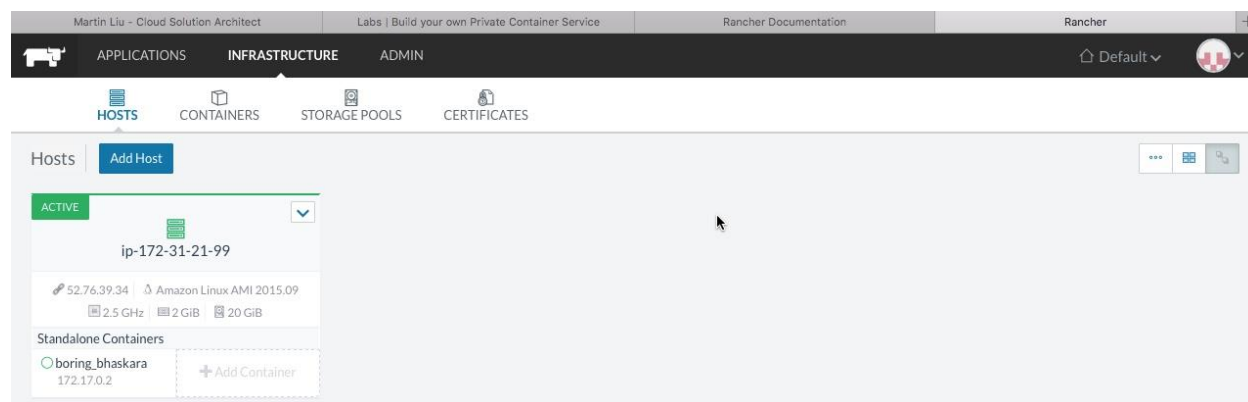 Martin Liu - Cloud Solution Architect Labs | Build your own Private Container Service Rancher Documentation Rancher
APPLICATIONS INFRASTRUCTURE ADMIN Default
HOSTS CONTAINERS STORAGE POOLS CERTIFICATES
Hosts Add Host
ACTIVE
ip-172-31-21-99
52.76.39.34 Amazon Linux AMI 2015.09
2.5 GHz 2 GiB 20 GiB
Standalone Containers
boring_bhaskara
172.17.0.2
+ Add Container